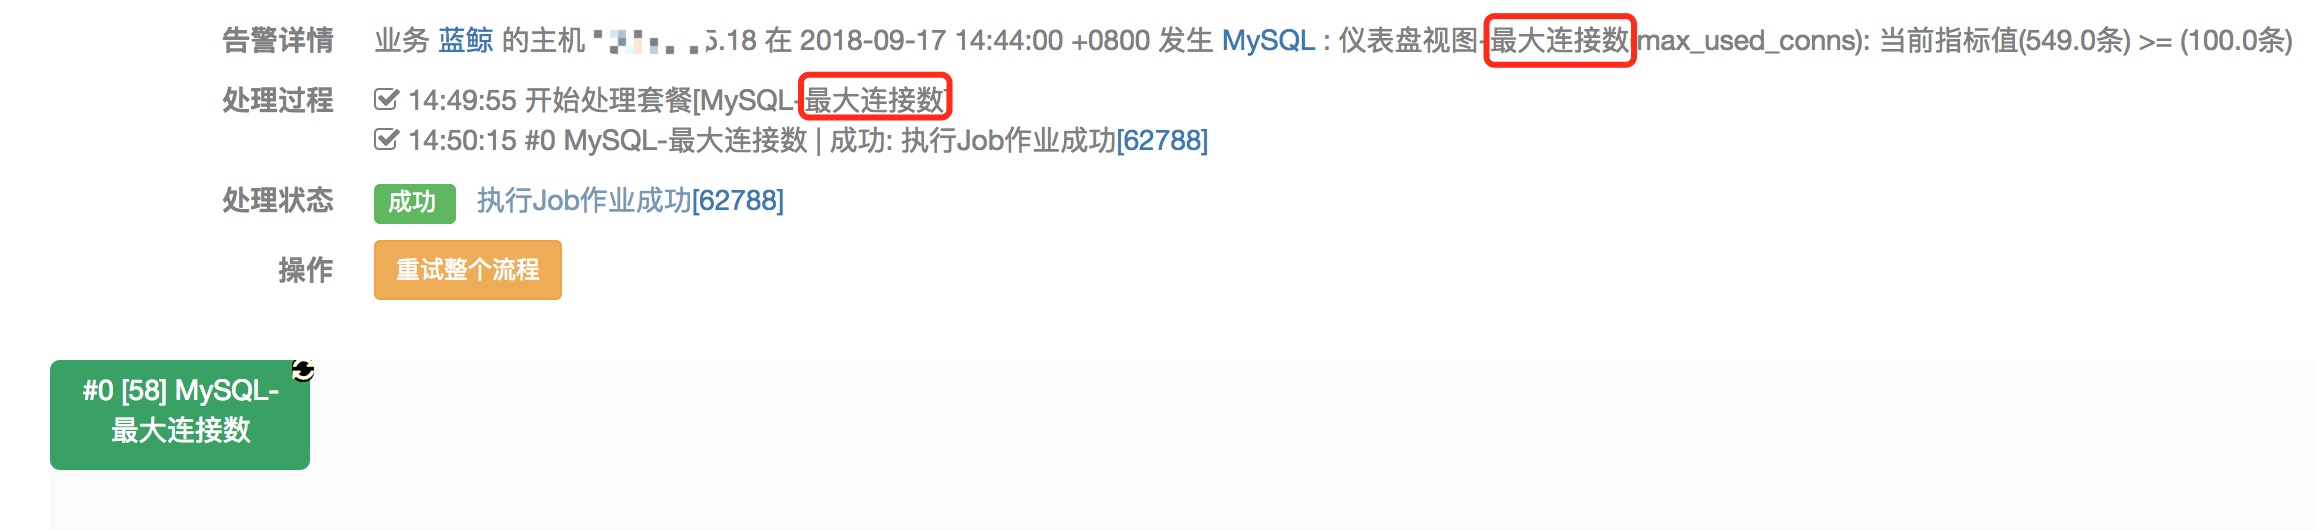 告警详情 业务 蓝鲸 的主机 5.18 在 2018-09-17 14:44:00 +0800 发生 MySQL : 仪表盘视图-最大连接数(max_used_conns): 当前指标值(549.0条) >= (100.0条)
处理过程 14:49:55 开始处理套餐[MySQL-最大连接数]
14:50:15 #0 MySQL-最大连接数 | 成功: 执行Job作业成功[62788]
处理状态 成功 执行Job作业成功[62788]
操作 重试整个流程
#0 [58] MySQL-
最大连接数